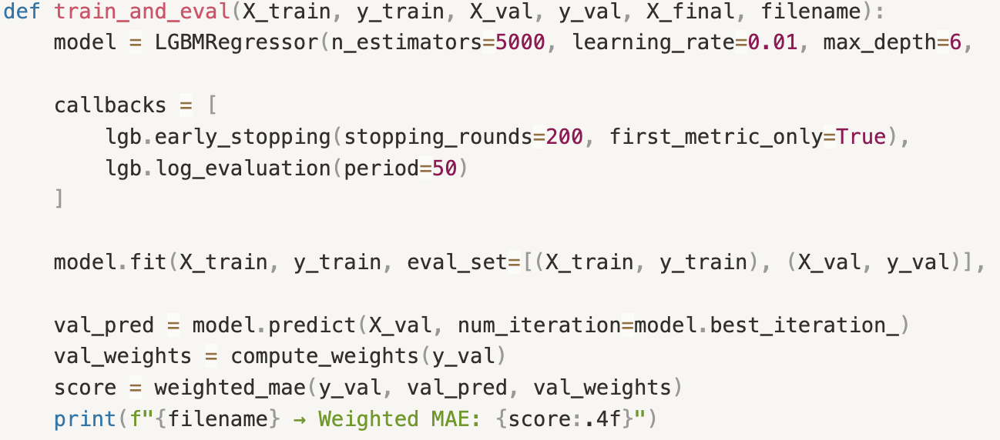 def train_and_eval(X_train, y_train, X_val, y_val, X_final, filename):
    model = LGBMRegressor(n_estimators=5000, learning_rate=0.01, max_depth=6,
    callbacks = [
        lgb.early_stopping(stopping_rounds=200, first_metric_only=True),
        lgb.log_evaluation(period=50)
    ]
    model.fit(X_train, y_train, eval_set=[(X_train, y_train), (X_val, y_val)],
    val_pred = model.predict(X_val, num_iteration=model.best_iteration_)
    val_weights = compute_weights(y_val)
    score = weighted_mae(y_val, val_pred, val_weights)
    print(f"{filename} → Weighted MAE: {score:.4f}")